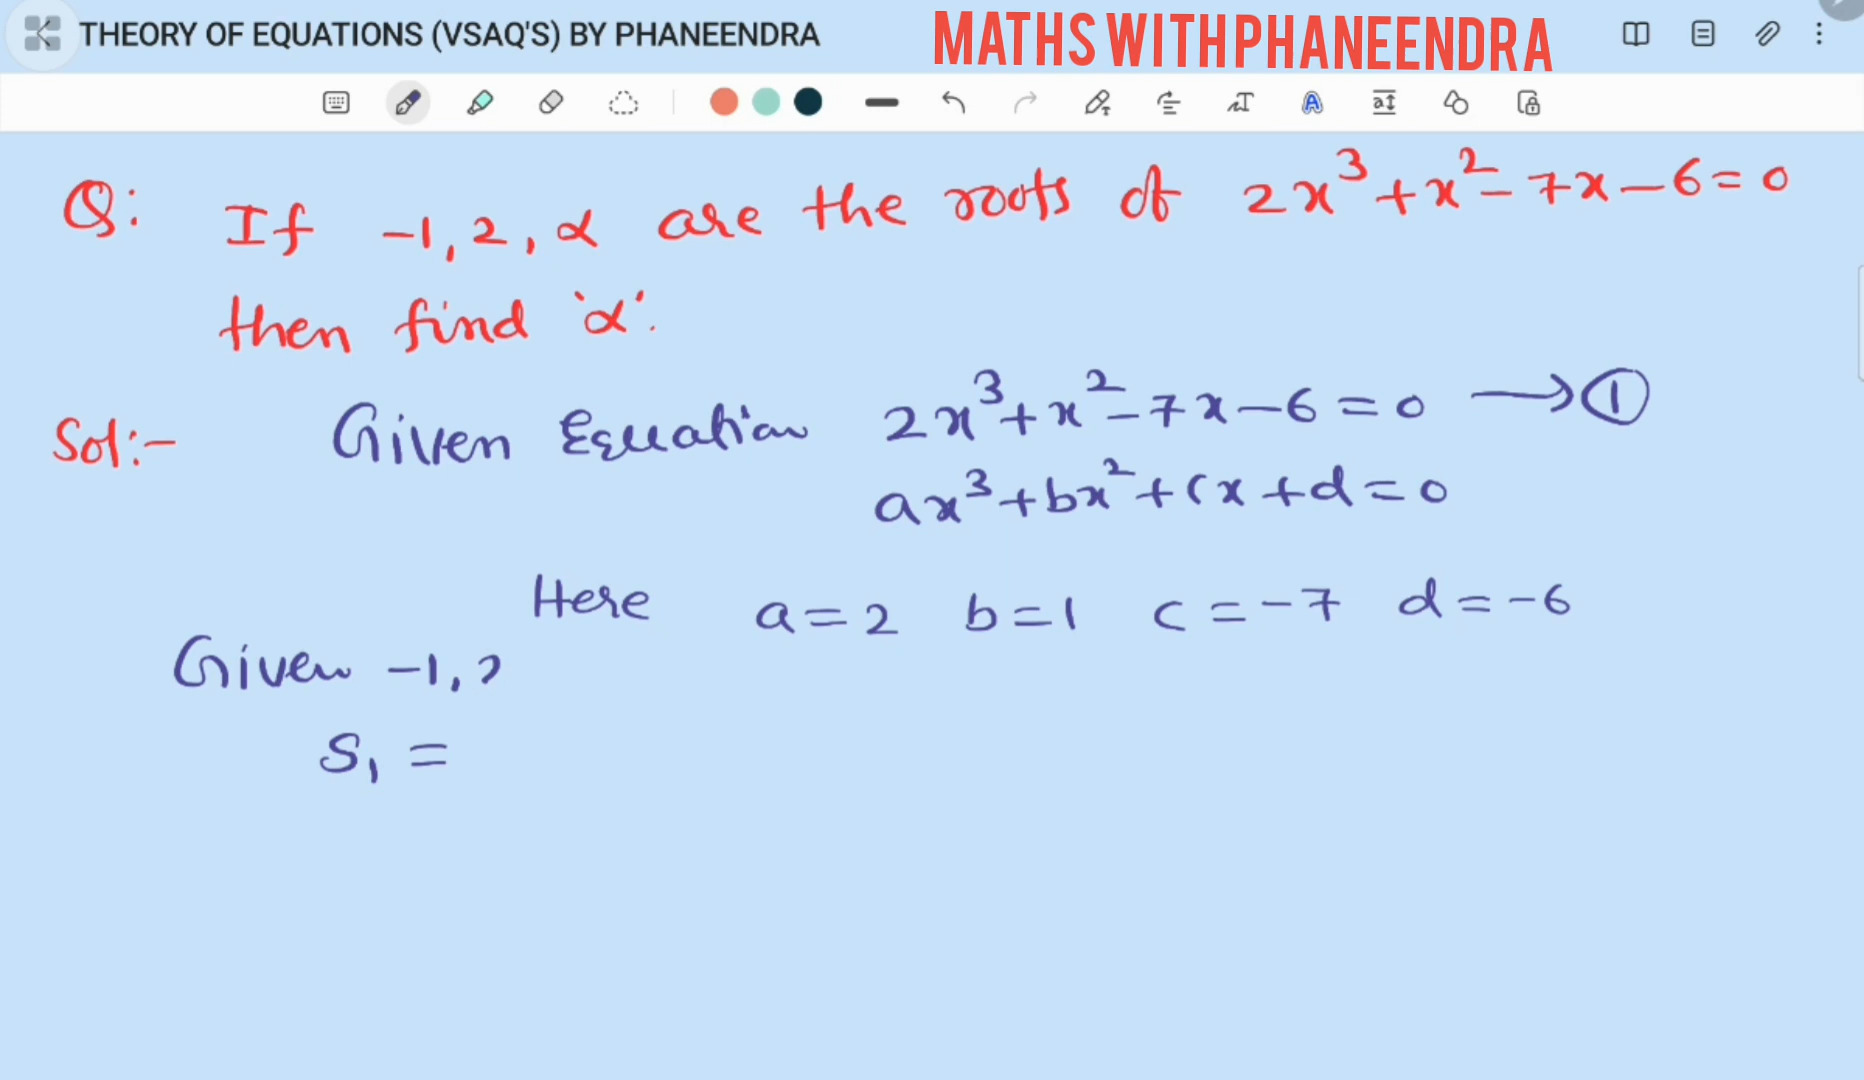 THEORY OF EQUATIONS (VSAQ'S) BY PHANEENDRA
MATHS WITH PHANEENDRA
Q: If -1, 2, α are the roots of 2x³+x²-7x-6=0
then find 'α'.
Sol:- Given Equation 2x³+x²-7x-6=0 →①
ax³+bx²+cx+d=0
Here a=2 b=1 c=-7 d=-6
Given -1, 2
S₁ =